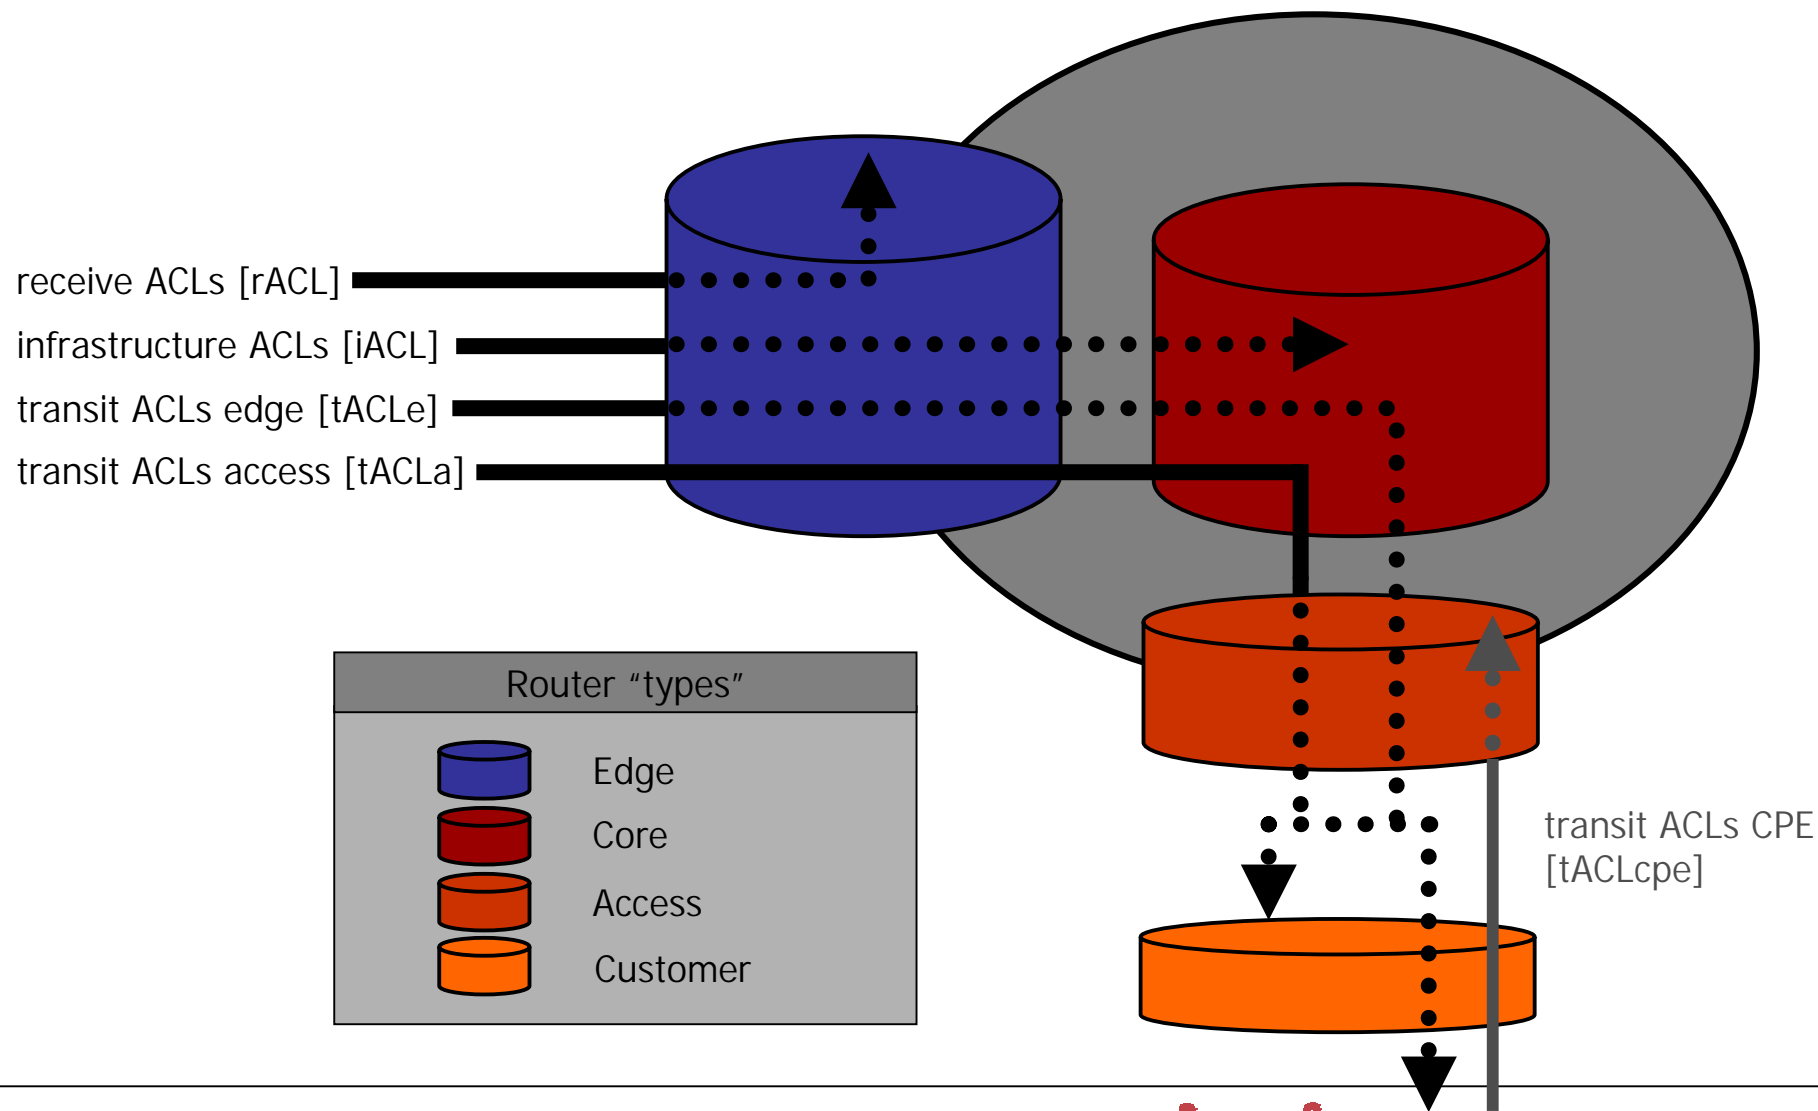 receive ACLs [rACL]
infrastructure ACLs [iACL]
transit ACLs edge [tACLe]
transit ACLs access [tACLa]
Router “types”
Edge
Core
Access
Customer
transit ACLs CPE
[tACLcpe]